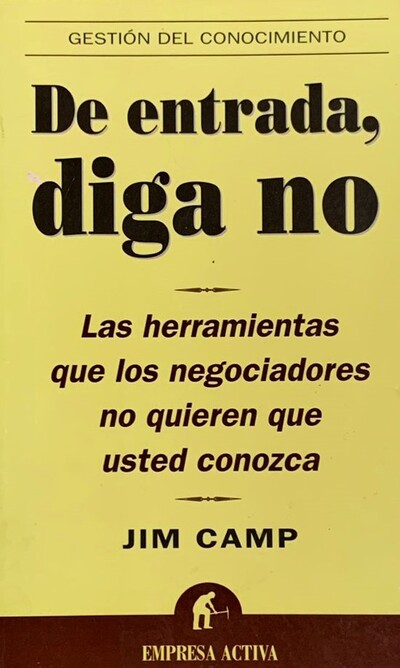 GESTIÓN DEL CONOCIMIENTO
De entrada,
diga no
Las herramientas
que los negociadores
no quieren que
usted conozca
JIM CAMP
EMPRESA ACTIVA